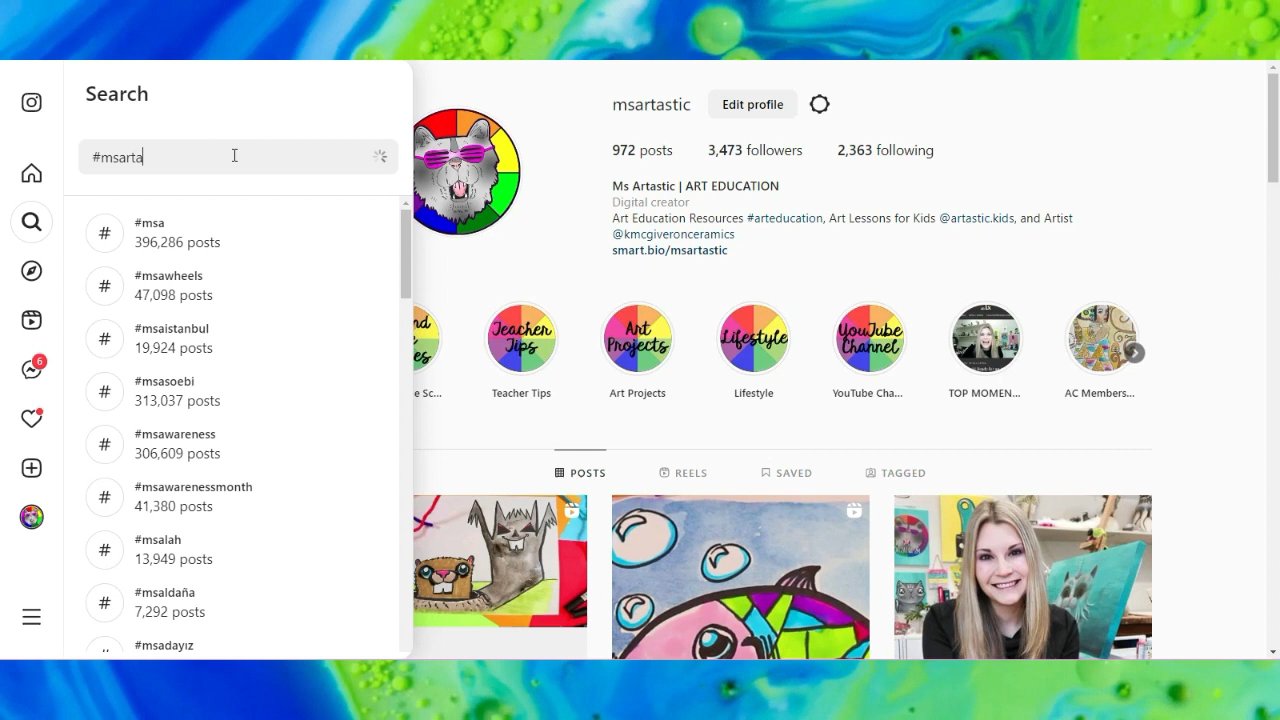 Search
#msarta
#msa
396,286 posts
#msawheels
47,098 posts
#msaistanbul
19,924 posts
#msasoebi
313,037 posts
#msawareness
306,609 posts
#msawarenessmonth
41,380 posts
#msalah
13,949 posts
#msaldaña
7,292 posts
#msadayız
6
msartastic
Edit profile
972 posts 3,473 followers 2,363 following
Ms Artastic | ART EDUCATION
Digital creator
Art Education Resources #arteducation, Art Lessons for Kids @artastic.kids, and Artist
@kmcgiveronceramics
smart.bio/msartastic
Teacher
Tips
Art
Projects
Lifestyle
YouTube
Channel
e Sc... Teacher Tips Art Projects Lifestyle YouTube Cha... TOP MOMEN... AC Members...
POSTS REELS SAVED TAGGED